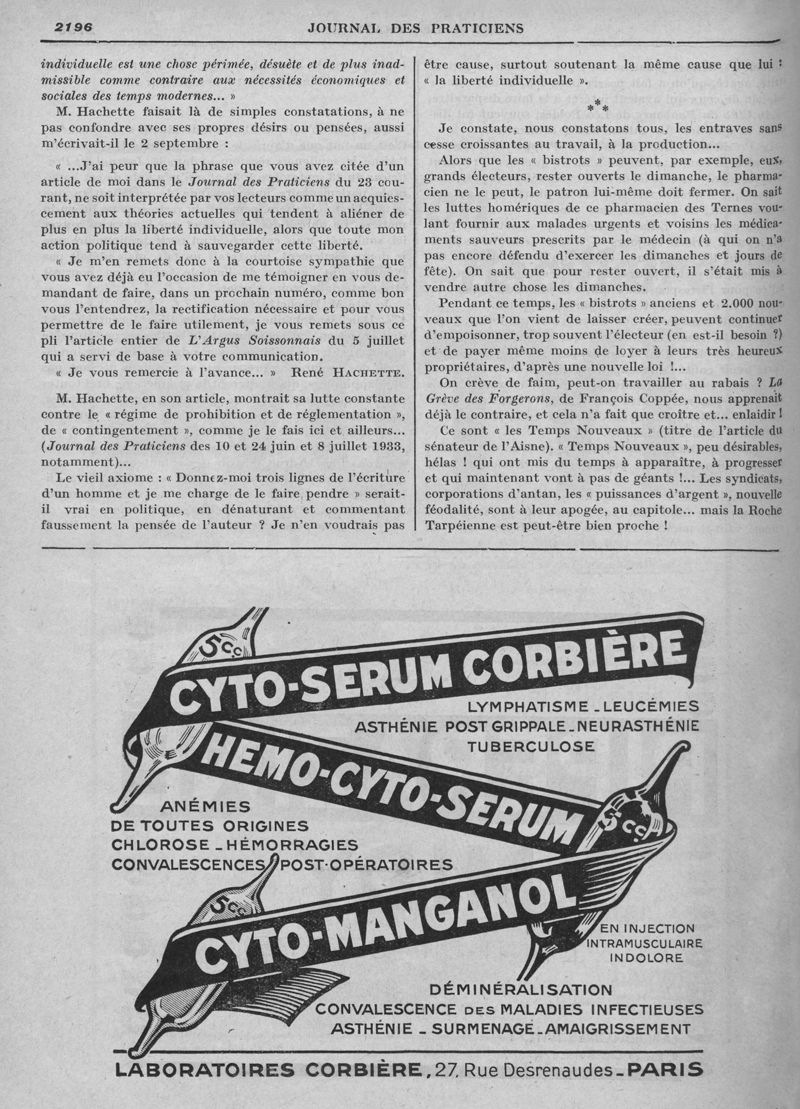 2196
JOURNAL DES PRATICIENS
individuelle est une chose périmée, désuète et de plus inad-
missible comme contraire aux nécessités économiques et
sociales des temps modernes... »
M. Hachette faisait là de simples constatations, à ne
pas confondre avec ses propres désirs ou pensées, aussi
m'écrivait-il le 2 septembre :
« ...J'ai peur que la phrase que vous avez citée d'un
article de moi dans le Journal des Praticiens du 23 cou-
rant, ne soit interprétée par vos lecteurs comme un acquies-
cement aux théories actuelles qui tendent à aliéner de
plus en plus la liberté individuelle, alors que toute mon
action politique tend à sauvegarder cette liberté.
« Je m'en remets donc à la courtoise sympathie que
vous avez déjà eu l'occasion de me témoigner en vous de-
mandant de faire, dans un prochain numéro, comme bon
vous l'entendrez, la rectification nécessaire et pour vous
permettre de le faire utilement, je vous remets sous ce
pli l'article entier de L'Argus Soissonnais du 5 juillet
qui a servi de base à votre communication.
« Je vous remercie à l'avance... » René HACHETTE.
M. Hachette, en son article, montrait sa lutte constante
contre le « régime de prohibition et de réglementation »,
de « contingentement », comme je le fais ici et ailleurs...
(Journal des Praticiens des 10 et 24 juin et 8 juillet 1933,
notamment)...
Le vieil axiome : « Donnez-moi trois lignes de l'écriture
d'un homme et je me charge de le faire pendre » serait-
il vrai en politique, en dénaturant et commentant
faussement la pensée de l'auteur ? Je n'en voudrais pas
être cause, surtout soutenant la même cause que lui :
« la liberté individuelle ».
***
Je constate, nous constatons tous, les entraves sans
cesse croissantes au travail, à la production...
Alors que les « bistrots » peuvent, par exemple, eux,
grands électeurs, rester ouverts le dimanche, le pharma-
cien ne le peut, le patron lui-même doit fermer. On sait
les luttes homériques de ce pharmacien des Ternes vou-
lant fournir aux malades urgents et voisins les médica-
ments sauveurs prescrits par le médecin (à qui on n'a
pas encore défendu d'exercer les dimanches et jours de
fête). On sait que pour rester ouvert, il s'était mis à
vendre autre chose les dimanches.
Pendant ce temps, les « bistrots » anciens et 2.000 nou-
veaux que l'on vient de laisser créer, peuvent continuer
d'empoisonner, trop souvent l'électeur (en est-il besoin ?)
et de payer même moins de loyer à leurs très heureux
propriétaires, d'après une nouvelle loi !...
On crève de faim, peut-on travailler au rabais ? La
Grève des Forgerons, de François Coppée, nous apprenait
déjà le contraire, et cela n'a fait que croître et... enlaidir !
Ce sont « les Temps Nouveaux » (titre de l'article du
sénateur de l'Aisne). « Temps Nouveaux », peu désirables,
hélas ! qui ont mis du temps à apparaître, à progresser
et qui maintenant vont à pas de géants !... Les syndicats,
corporations d'antan, les « puissances d'argent », nouvelle
féodalité, sont à leur apogée, au capitole... mais la Roche
Tarpéienne est peut-être bien proche !
5cc.
CYTO-SERUM CORBIÈRE
LYMPHATISME - LEUCÉMIES
ASTHÉNIE POST GRIPPALE - NEURASTHÉNIE
TUBERCULOSE
HEMO-CYTO-SERUM
5cc.
ANÉMIES
DE TOUTES ORIGINES
CHLOROSE - HÉMORRAGIES
CONVALESCENCES POST-OPÉRATOIRES
5cc.
CYTO-MANGANOL
EN INJECTION
INTRAMUSCULAIRE
INDOLORE
DÉMINÉRALISATION
CONVALESCENCE DES MALADIES INFECTIEUSES
ASTHÉNIE - SURMENAGE - AMAIGRISSEMENT
LABORATOIRES CORBIÈRE, 27, Rue Desrenaudes - PARIS